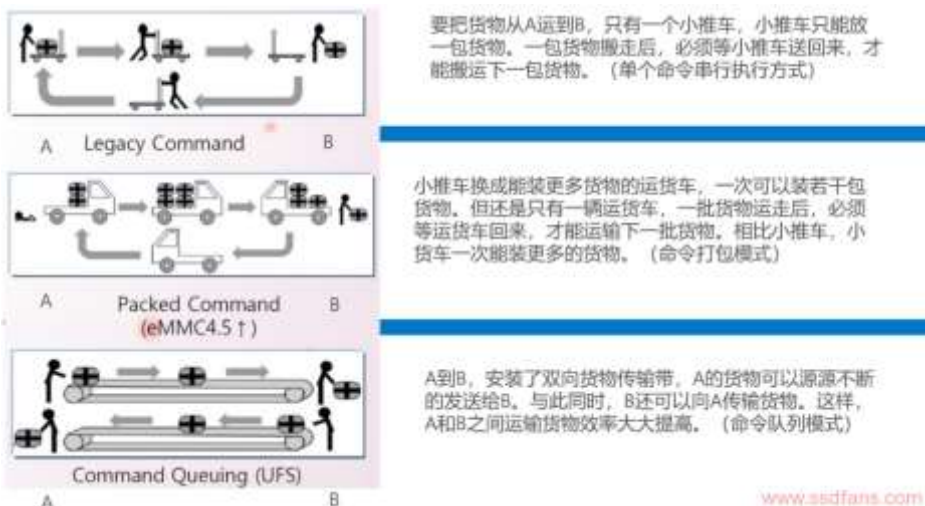 要把货物从A运到B，只有一个小推车，小推车只能放
一包货物。一包货物搬走后，必须等小推车送回来，才
能搬运下一包货物。（单个命令串行执行方式）
A Legacy Command B
小推车换成能装更多货物的运货车，一次可以装若干包
货物。但还是只有一辆运货车，一批货物运走后，必须
等运货车回来，才能运输下一批货物。相比小推车，小
货车一次能装更多的货物。（命令打包模式）
A Packed Command B
(eMMC4.5↑)
A到B，安装了双向货物传输带，A的货物可以源源不断
的发送给B。与此同时，B还可以向A传输货物。这样，
A和B之间运输货物效率大大提高。（命令队列模式）
Command Queuing (UFS)
A B
www.ssdfans.com